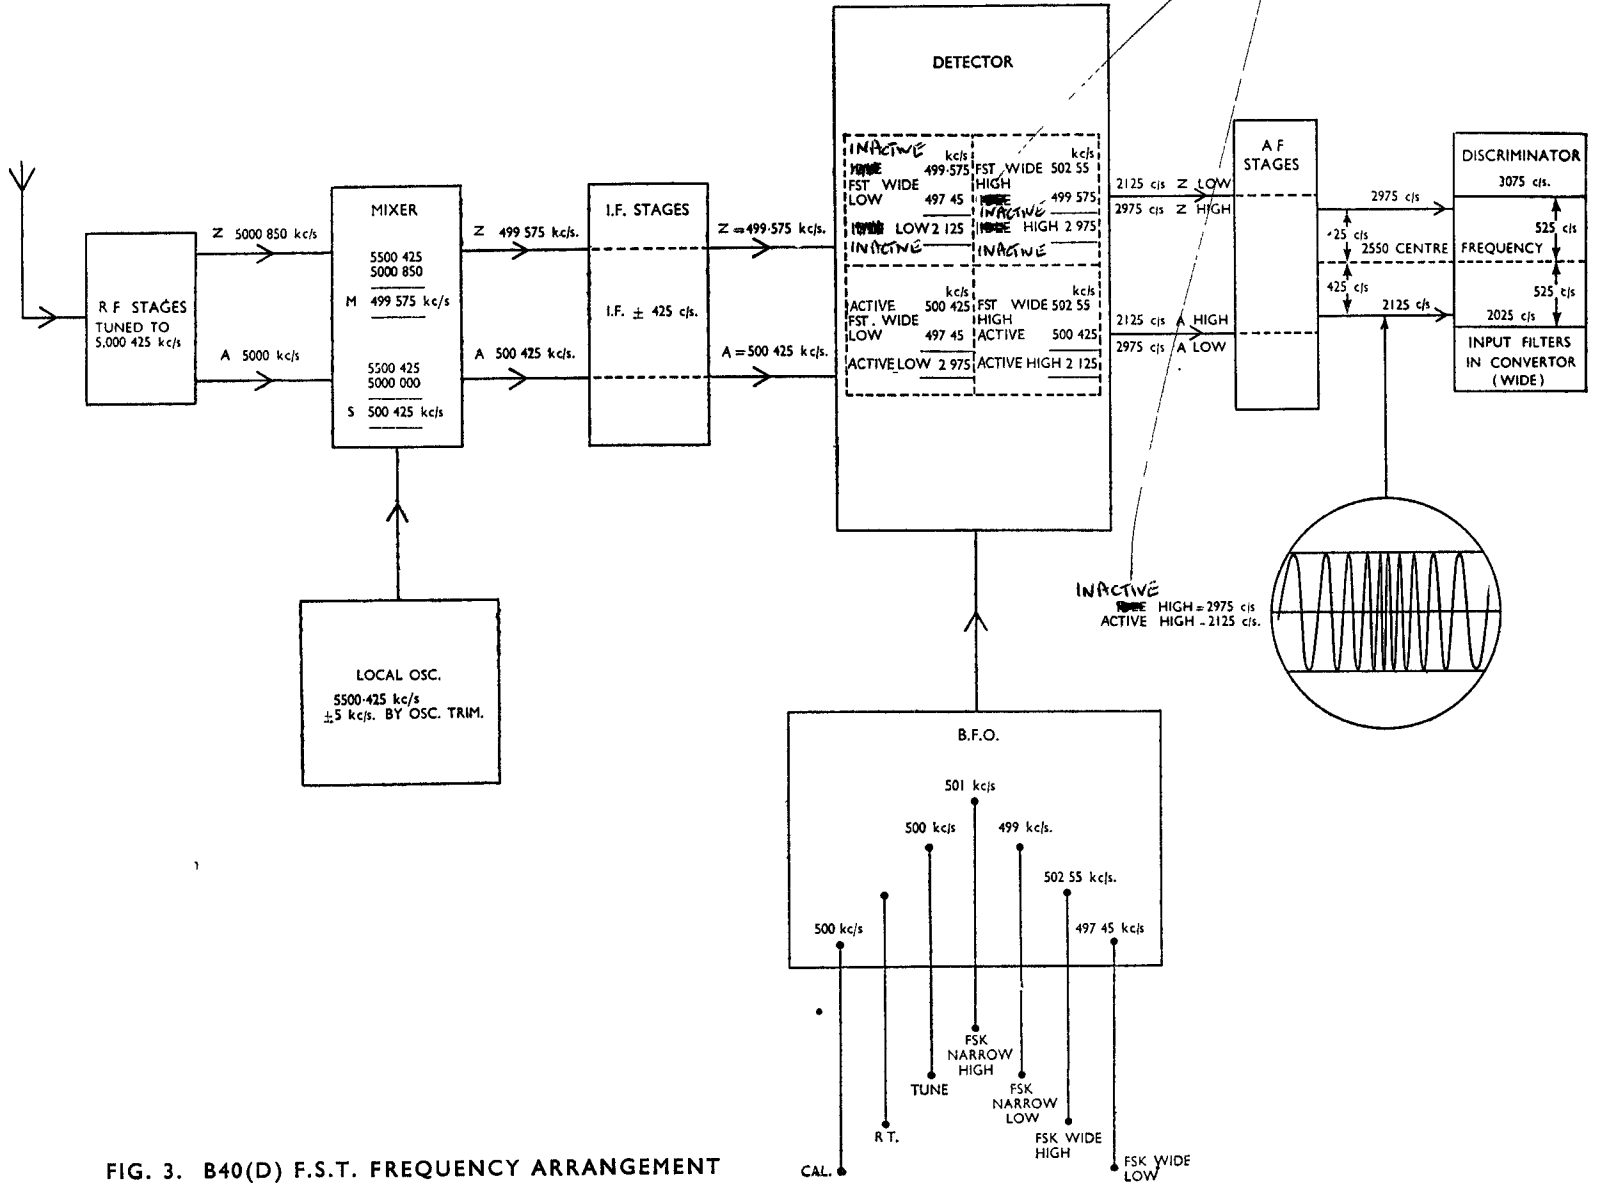 DETECTOR
INACTIVE
kc/s
499·575
FST WIDE
LOW 497 45
LOW 2 125
INACTIVE
kc/s
FST WIDE 502 55
HIGH
499 575
INACTIVE
HIGH 2 975
INACTIVE
kc/s
ACTIVE 500 425
FST. WIDE
LOW 497 45
ACTIVE LOW 2 975
kc/s
FST WIDE 502 55
HIGH
ACTIVE 500 425
ACTIVE HIGH 2 125
R F STAGES
TUNED TO
5,000 425 kc/s
Z 5000 850 kc/s
A 5000 kc/s
MIXER
5500 425
5000 850
M 499 575 kc/s
5500 425
5000 000
S 500 425 kc/s
Z 499 575 kc/s.
A 500 425 kc/s.
I.F. STAGES
I.F. ± 425 c/s.
Z = 499·575 kc/s.
A = 500 425 kc/s.
2125 c/s Z LOW
2975 c/s Z HIGH
2125 c/s A HIGH
2975 c/s A LOW
A F
STAGES
2975 c/s
425 c/s
2550 CENTRE FREQUENCY
425 c/s
2125 c/s
DISCRIMINATOR
3075 c/s.
525 c/s
525 c/s
2025 c/s
INPUT FILTERS
IN CONVERTOR
(WIDE)
LOCAL OSC.
5500·425 kc/s
±5 kc/s. BY OSC. TRIM.
INACTIVE
HIGH = 2975 c/s
ACTIVE HIGH - 2125 c/s.
B.F.O.
501 kc/s
500 kc/s
499 kc/s.
502 55 kc/s.
500 kc/s
497 45 kc/s
FSK
NARROW
HIGH
TUNE
FSK
NARROW
LOW
R T.
FSK WIDE
HIGH
CAL.
FSK WIDE
LOW
FIG. 3. B40(D) F.S.T. FREQUENCY ARRANGEMENT